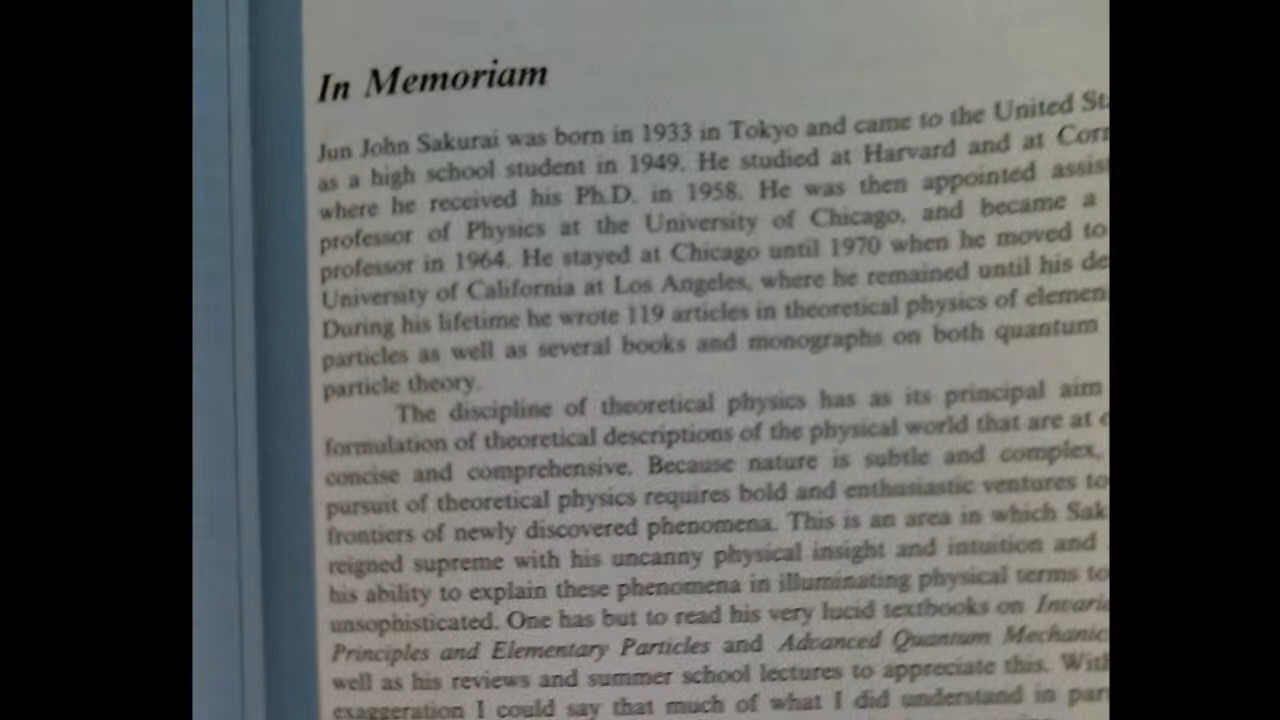 In Memoriam
Jun John Sakurai was born in 1933 in Tokyo and came to the United
as a high school student in 1949. He studied at Harvard and at
where he received his Ph.D. in 1958. He was then appointed
professor of Physics at the University of Chicago, and became a
professor in 1964. He stayed at Chicago until 1970 when he moved to
University of California at Los Angeles, where he remained until his
During his lifetime he wrote 119 articles in theoretical physics of
particles as well as several books and monographs on both quantum
particle theory.
The discipline of theoretical physics has as its principal aim
formulation of theoretical descriptions of the physical world that are at
concise and comprehensive. Because nature is subtle and complex,
pursuit of theoretical physics requires bold and enthusiastic ventures to
frontiers of newly discovered phenomena. This is an area in which Sak
reigned supreme with his uncanny physical insight and intuition and
his ability to explain these phenomena in illuminating physical terms to
unsophisticated. One has but to read his very lucid textbooks on
Principles and Elementary Particles and Advanced Quantum
well as his reviews and summer school lectures to appreciate this.
exaggeration I could say that much of what I did understand in